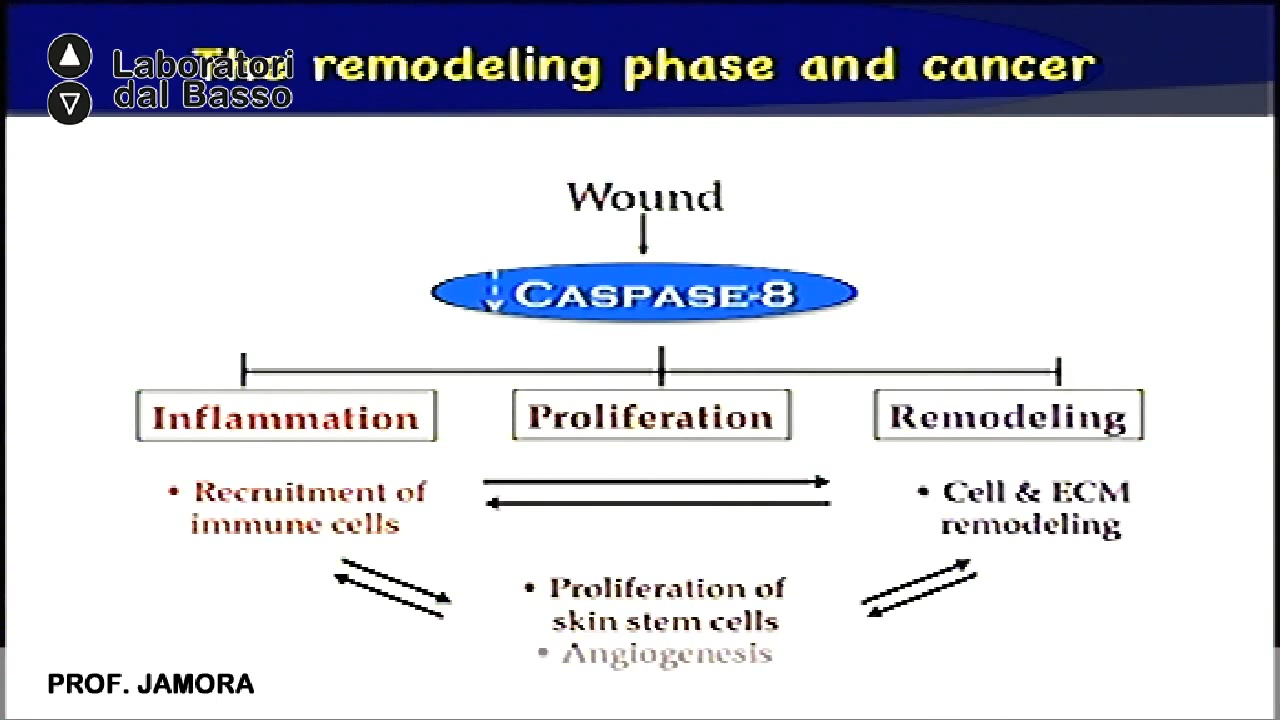 Laboratori
dal Basso
The remodeling phase and cancer
Wound
CASPASE-8
Inflammation
Proliferation
Remodeling
• Recruitment of
immune cells
• Cell & ECM
remodeling
• Proliferation of
skin stem cells
• Angiogenesis
PROF. JAMORA